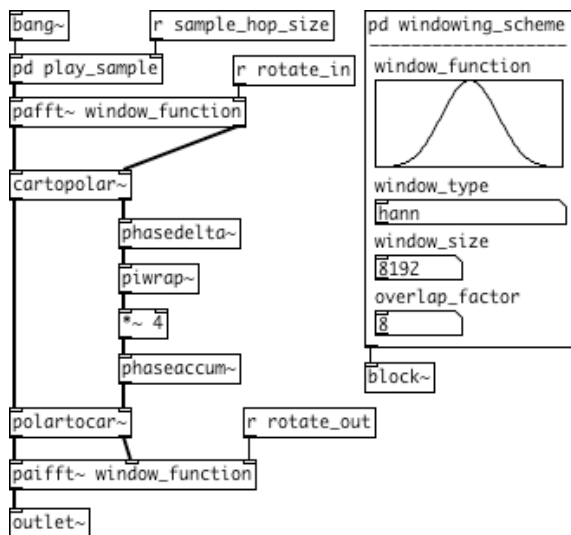 bang~
r sample_hop_size
pd play_sample
r rotate_in
pafft~ window_function
cartopolar~
phasedelta~
piwrap~
*~ 4
phaseaccum~
polartocar~
r rotate_out
paifft~ window_function
outlet~
pd windowing_scheme
---------------------
window_function
window_type
hann
window_size
8192
overlap_factor
8
block~